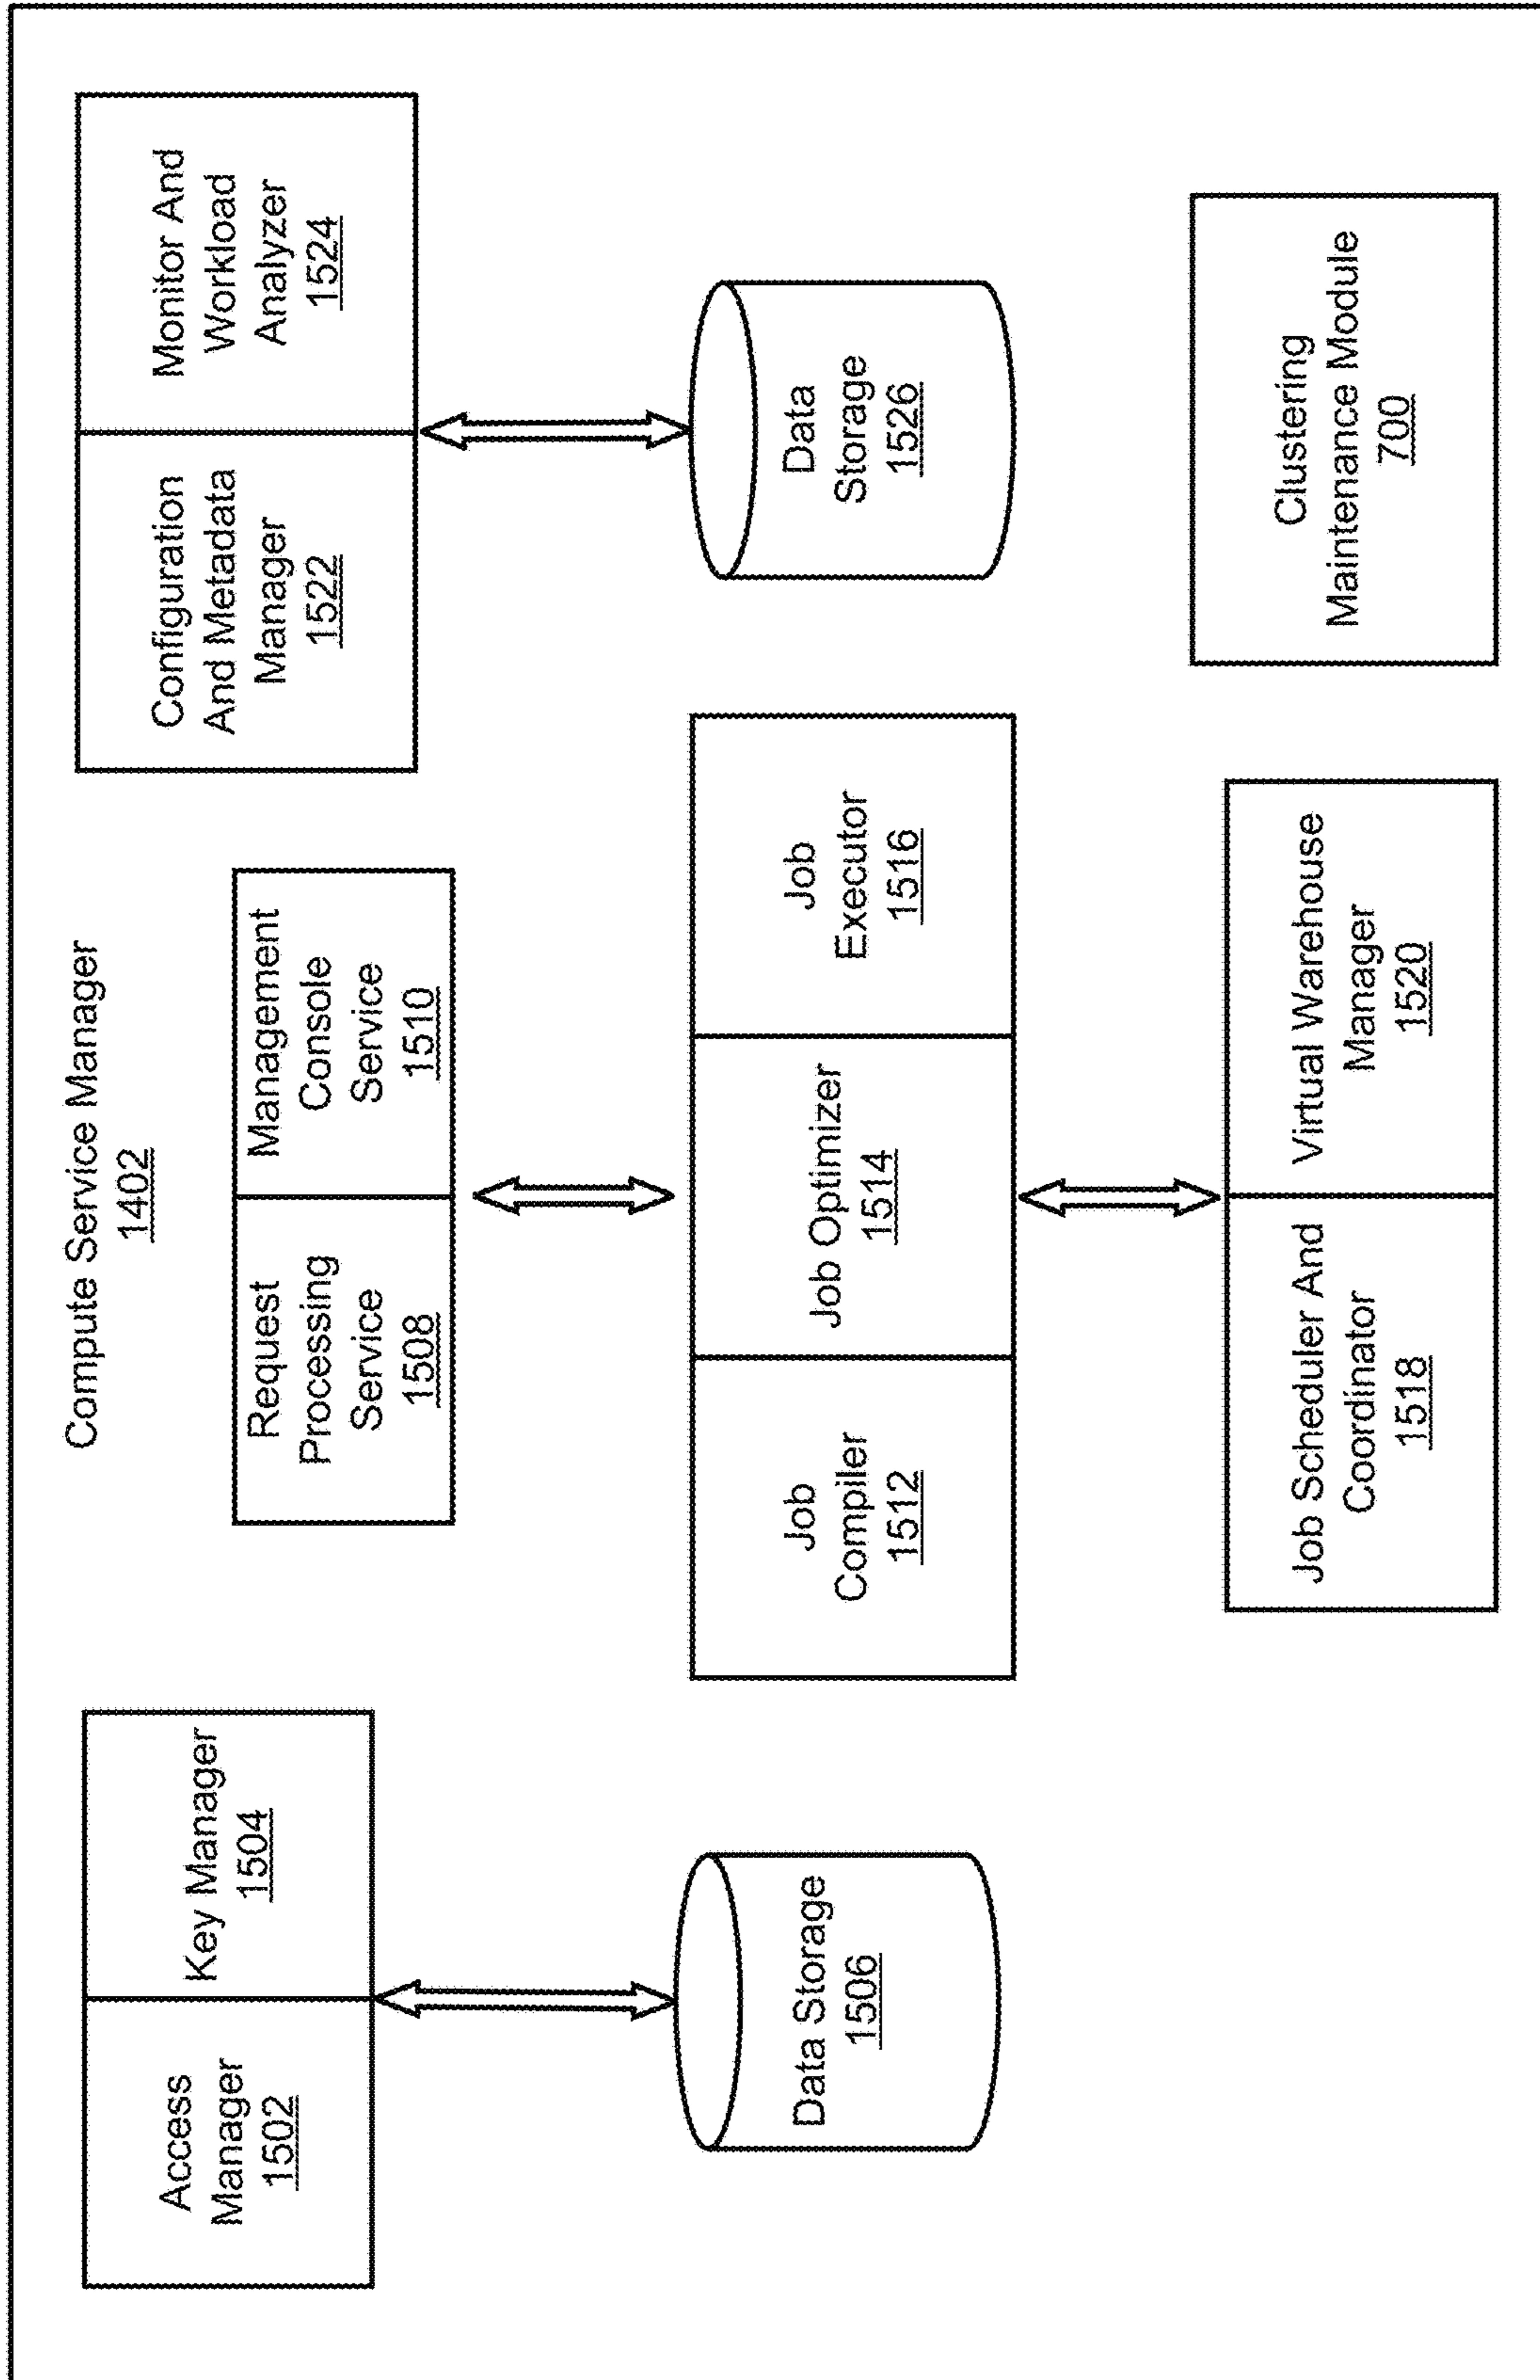 Compute Service Manager
1402
Access
Manager
1502
Key Manager
1504
Request
Processing
Service
1508
Management
Console
Service
1510
Configuration
And Metadata
Manager
1522
Monitor And
Workload
Analyzer
1524
Data Storage
1506
Job
Compiler
1512
Job Optimizer
1514
Job
Executor
1516
Data
Storage
1526
Job Scheduler And
Coordinator
1518
Virtual Warehouse
Manager
1520
Clustering
Maintenance Module
700